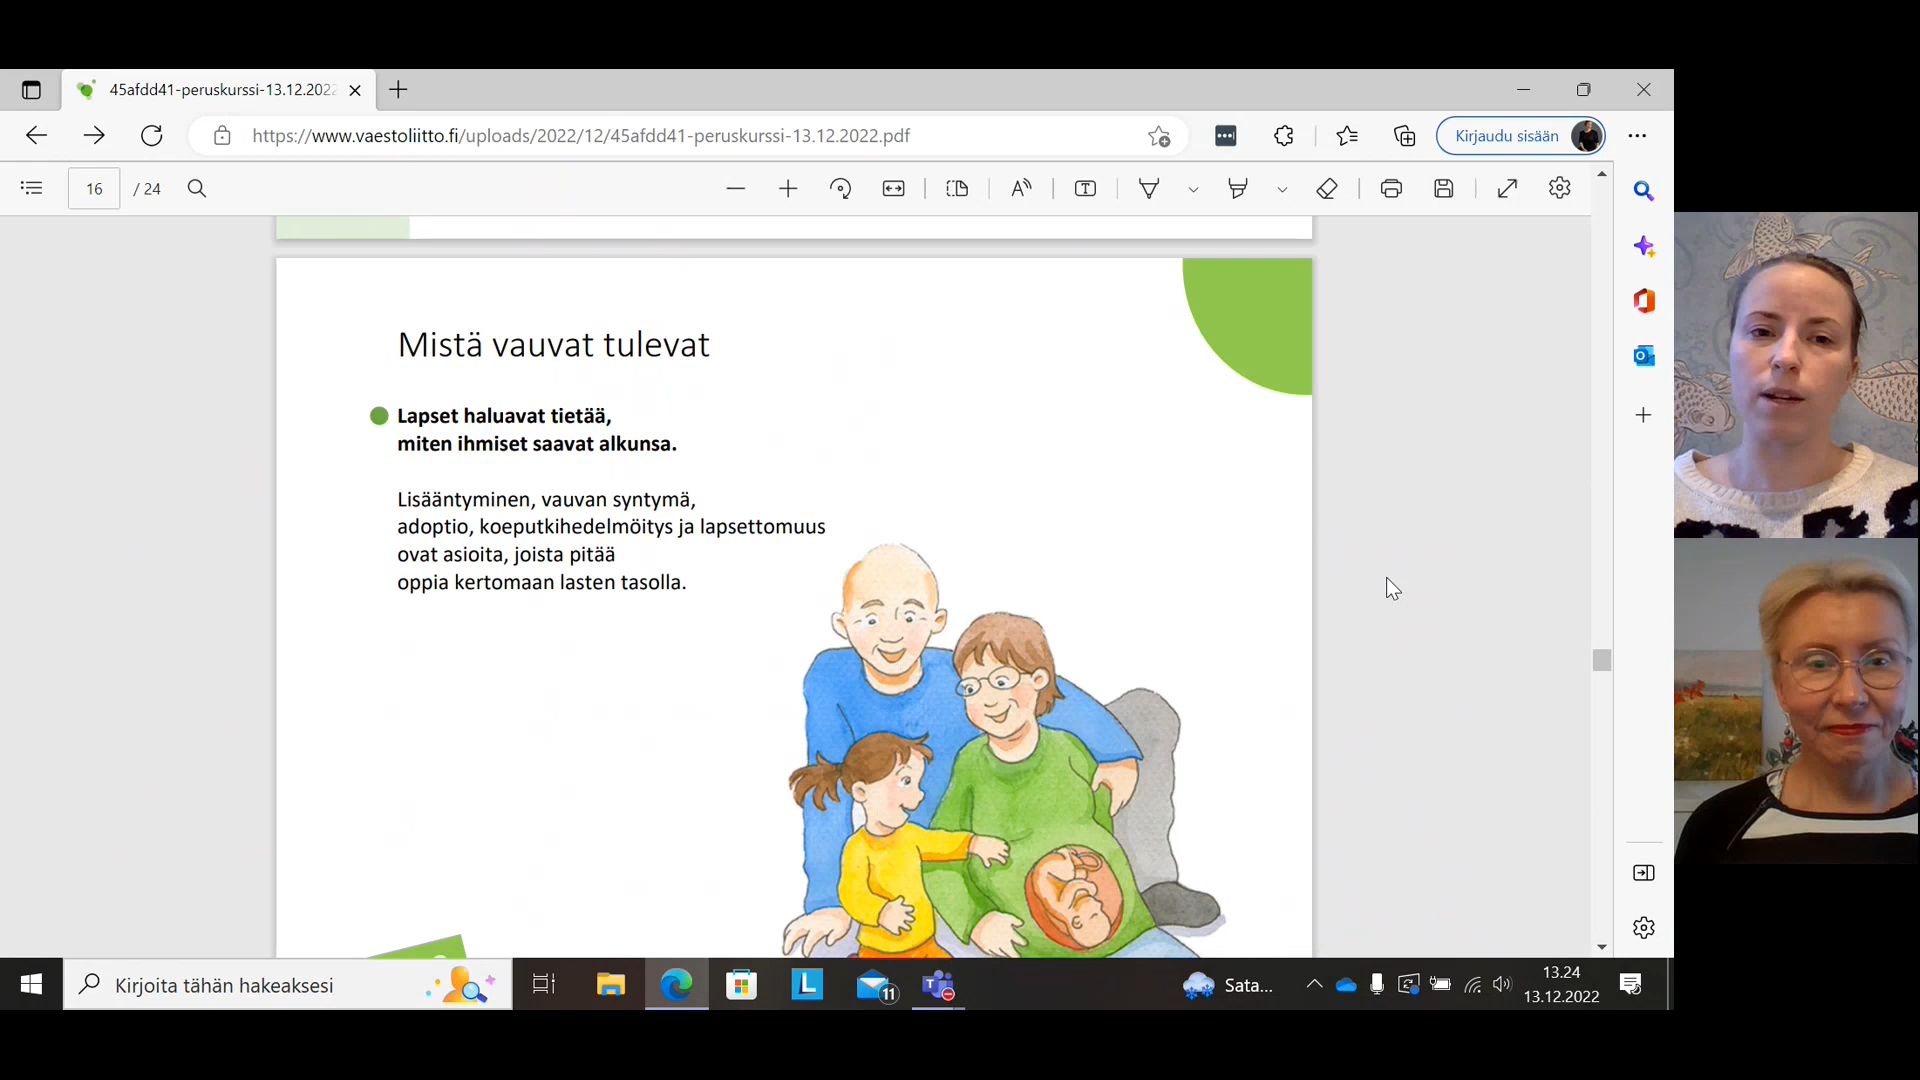 45afdd41-peruskurssi-13.12.2022
https://www.vaestoliitto.fi/uploads/2022/12/45afdd41-peruskurssi-13.12.2022.pdf
Kirjaudu sisään
16 / 24
Mistä vauvat tulevat
Lapset haluavat tietää,
miten ihmiset saavat alkunsa.
Lisääntyminen, vauvan syntymä,
adoptio, koeputkihedelmöitys ja lapsettomuus
ovat asioita, joista pitää
oppia kertomaan lasten tasolla.
Kirjoita tähän hakeaksesi
L
11
Sata...
13.24
13.12.2022